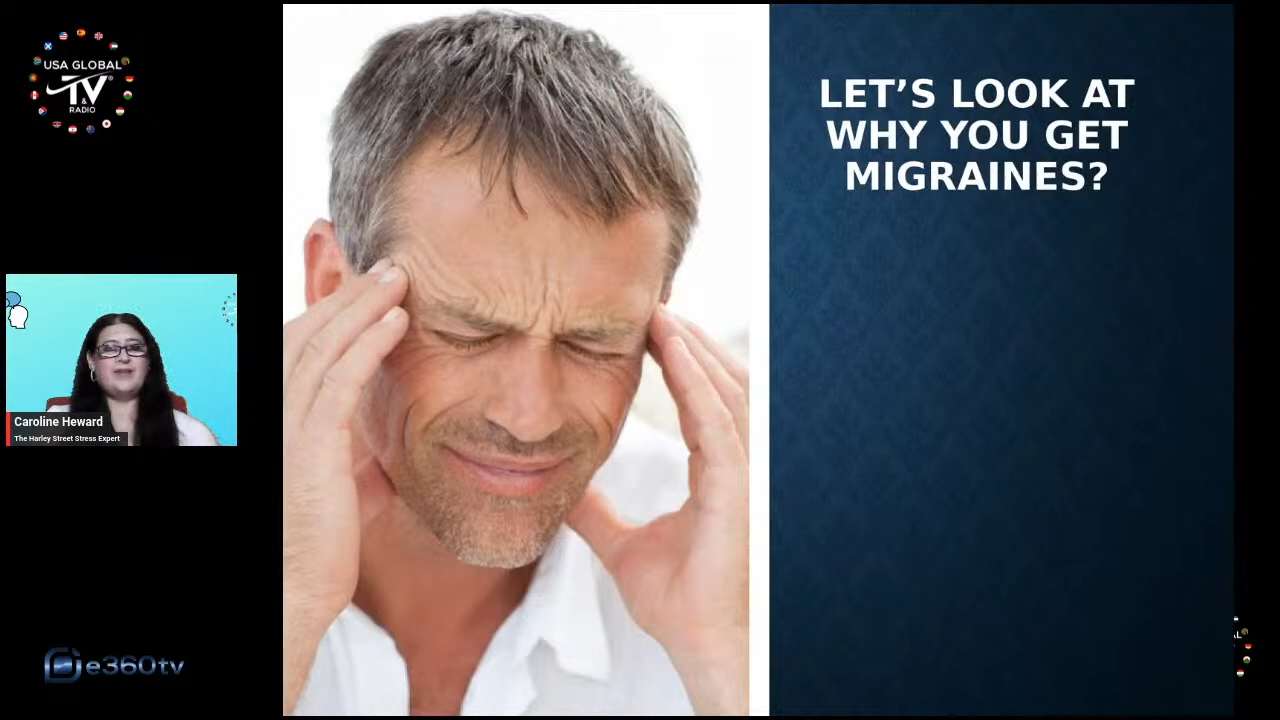 USA GLOBAL
TV
&
RADIO
LET’S LOOK AT
WHY YOU GET
MIGRAINES?
Caroline Heward
The Harley Street Stress Expert
e360tv